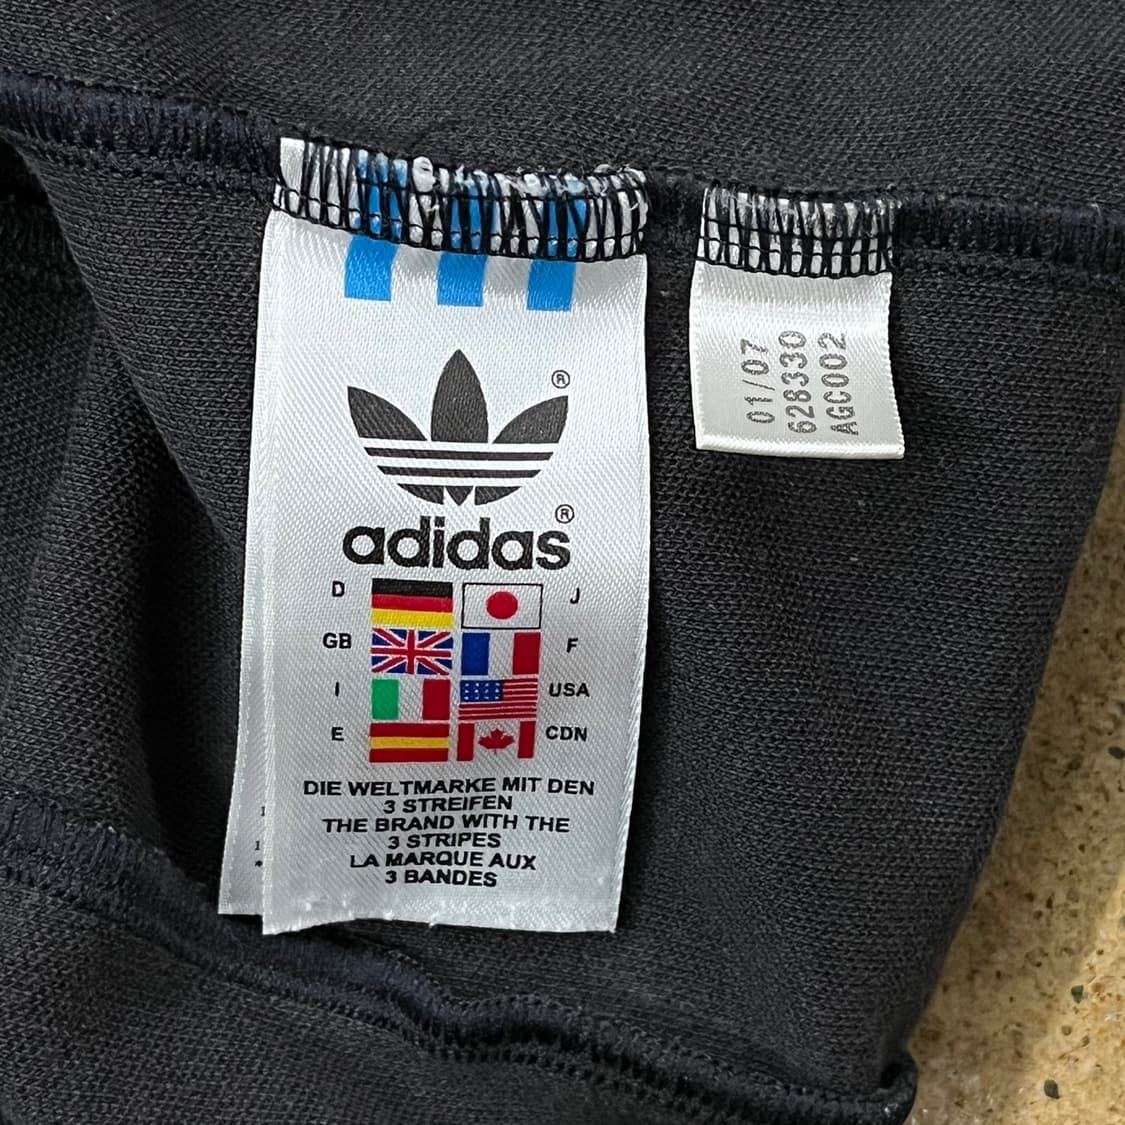 ®
adidas®
D J
GB F
I USA
E CDN
DIE WELTMARKE MIT DEN
3 STREIFEN
THE BRAND WITH THE
3 STRIPES
LA MARQUE AUX
3 BANDES
01/07
628330
AGC002